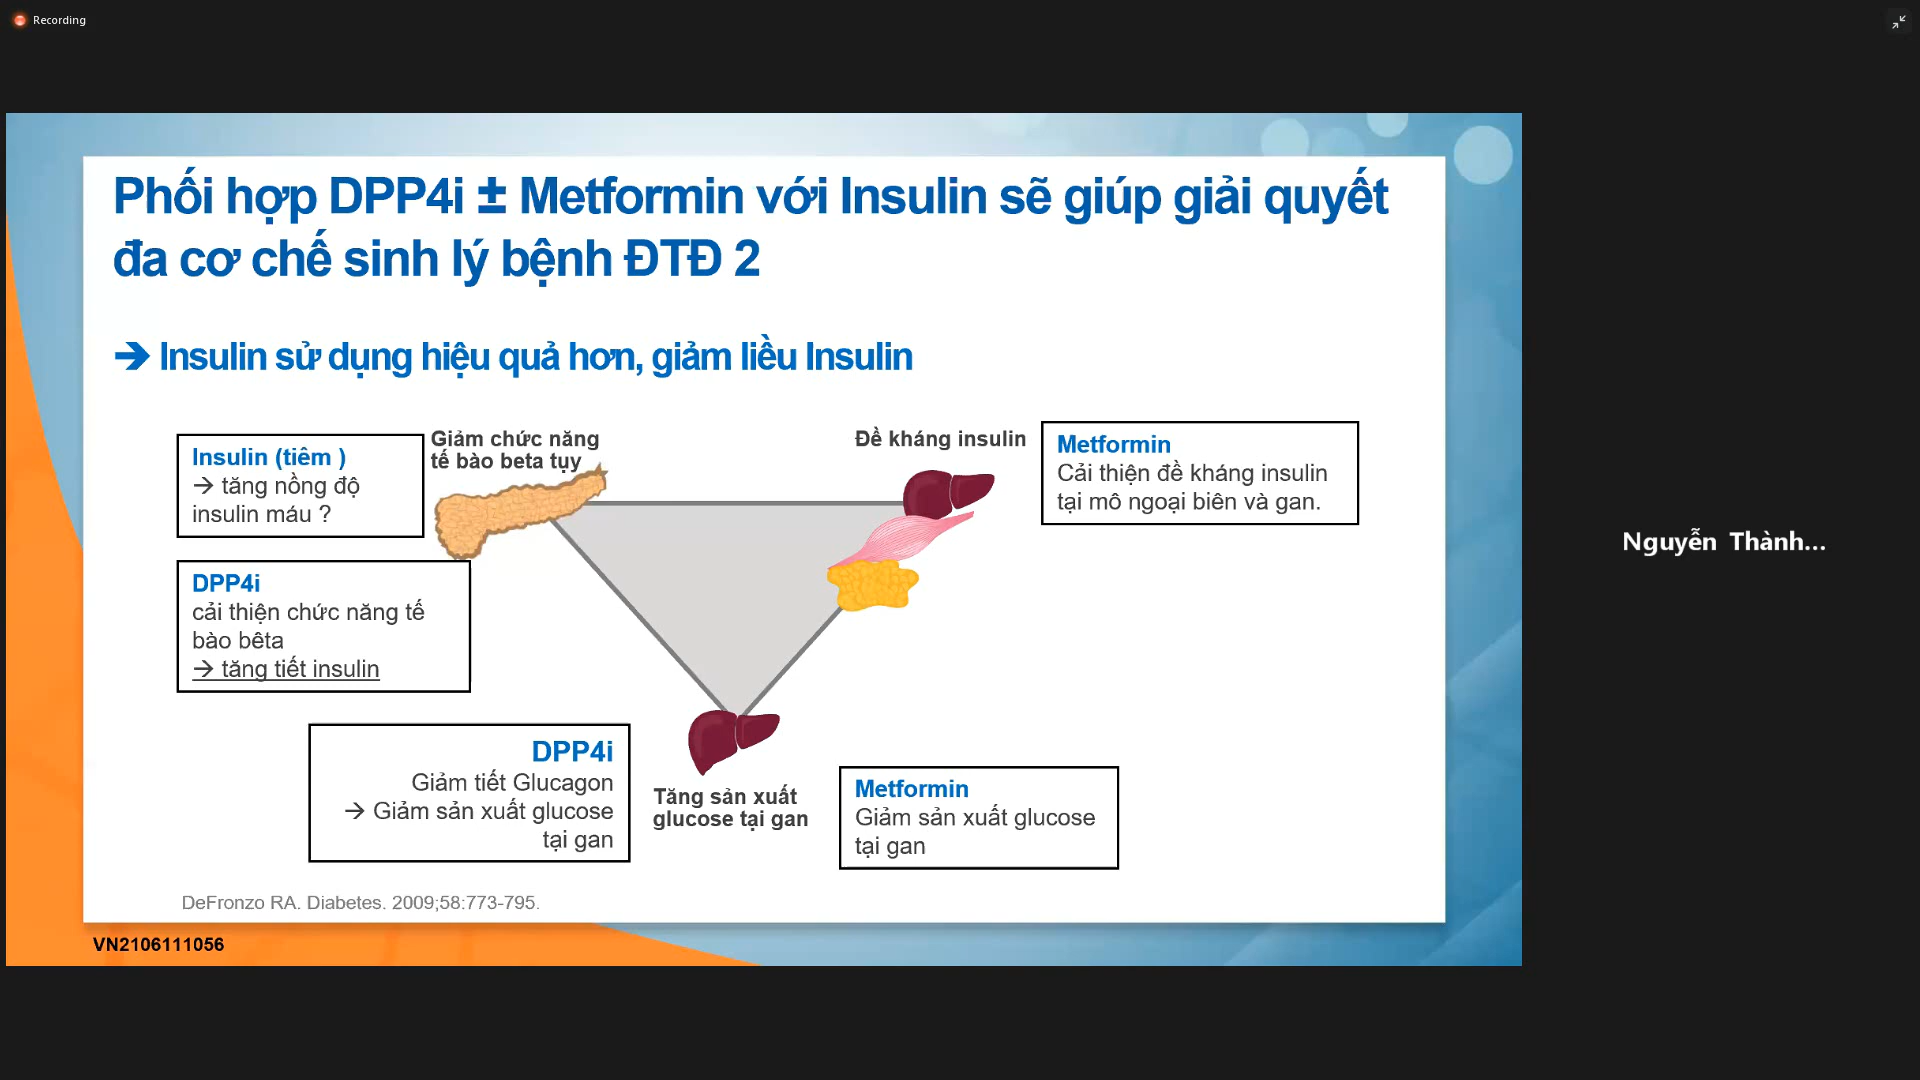 Recording
Phối hợp DPP4i ± Metformin với Insulin sẽ giúp giải quyết
đa cơ chế sinh lý bệnh ĐTĐ 2
→ Insulin sử dụng hiệu quả hơn, giảm liều Insulin
Insulin (tiêm )
→ tăng nồng độ
insulin máu ?
Giảm chức năng
tế bào beta tụy
Đề kháng insulin
Metformin
Cải thiện đề kháng insulin
tại mô ngoại biên và gan.
DPP4i
cải thiện chức năng tế
bào bêta
→ tăng tiết insulin
DPP4i
Giảm tiết Glucagon
→ Giảm sản xuất glucose
tại gan
Tăng sản xuất
glucose tại gan
Metformin
Giảm sản xuất glucose
tại gan
DeFronzo RA. Diabetes. 2009;58:773-795.
VN2106111056
Nguyễn Thành...